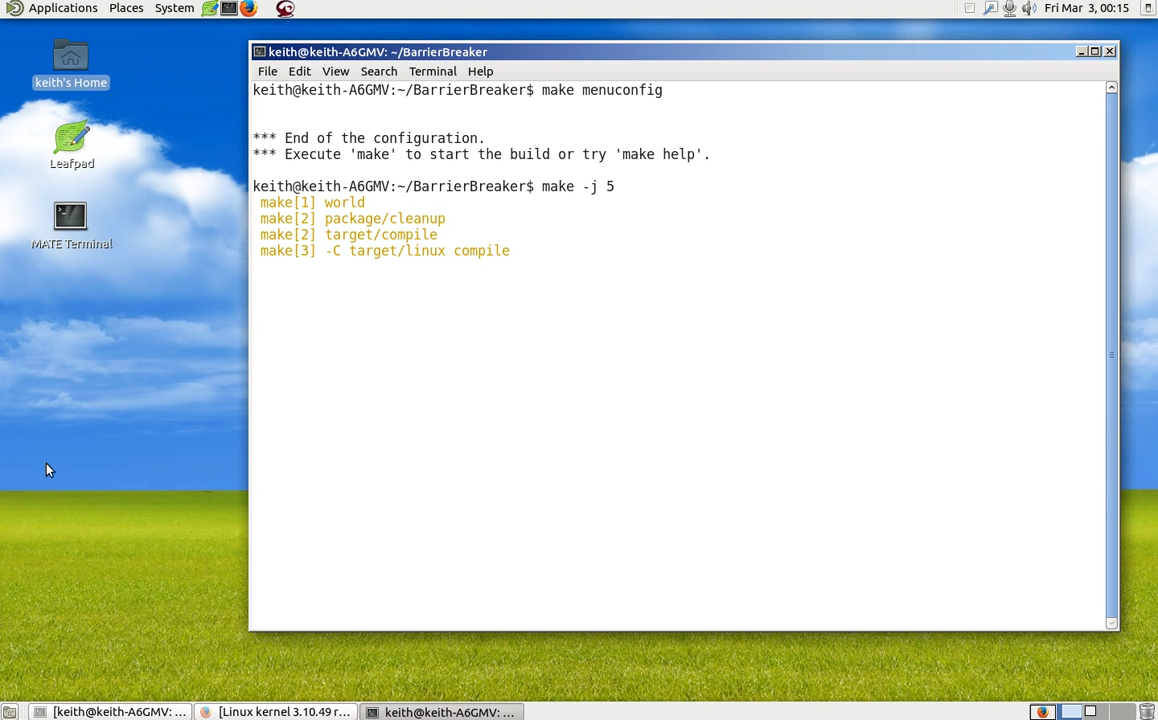 Applications Places System
Fri Mar 3, 00:15
keith's Home
Leafpad
MATE Terminal
keith@keith-A6GMV: ~/BarrierBreaker
File Edit View Search Terminal Help
keith@keith-A6GMV:~/BarrierBreaker$ make menuconfig
*** End of the configuration.
*** Execute 'make' to start the build or try 'make help'.
keith@keith-A6GMV:~/BarrierBreaker$ make -j 5
make[1] world
make[2] package/cleanup
make[2] target/compile
make[3] -C target/linux compile
[keith@keith-A6GMV: ... [Linux kernel 3.10.49 r... keith@keith-A6GMV: ...